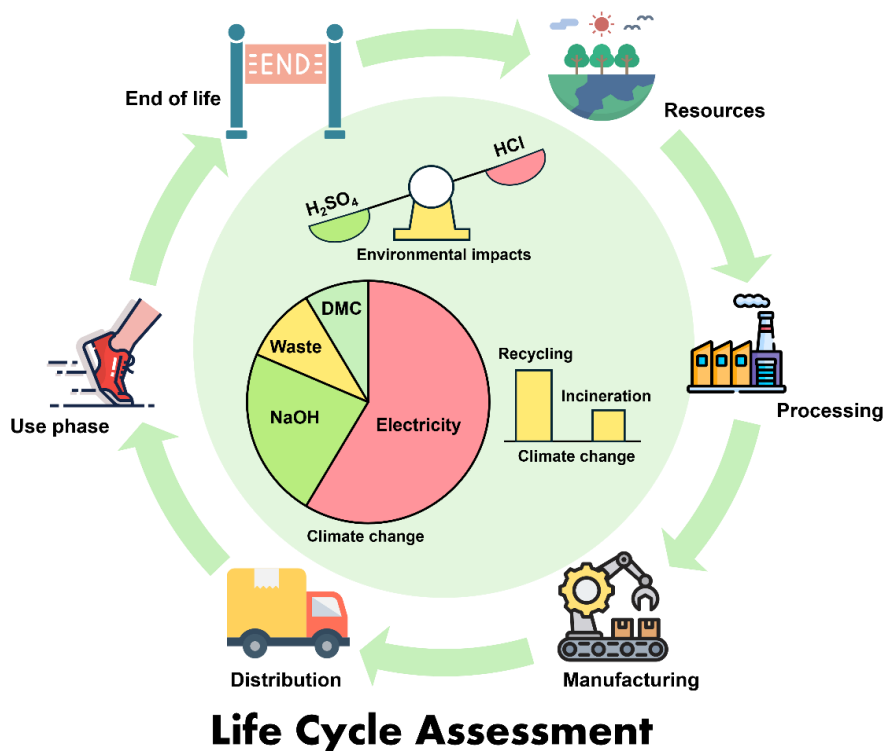 END
End of life
Resources
HCl
H₂SO₄
Environmental impacts
DMC
Waste
NaOH
Electricity
Climate change
Recycling
Incineration
Climate change
Use phase
Processing
Distribution
Manufacturing
Life Cycle Assessment